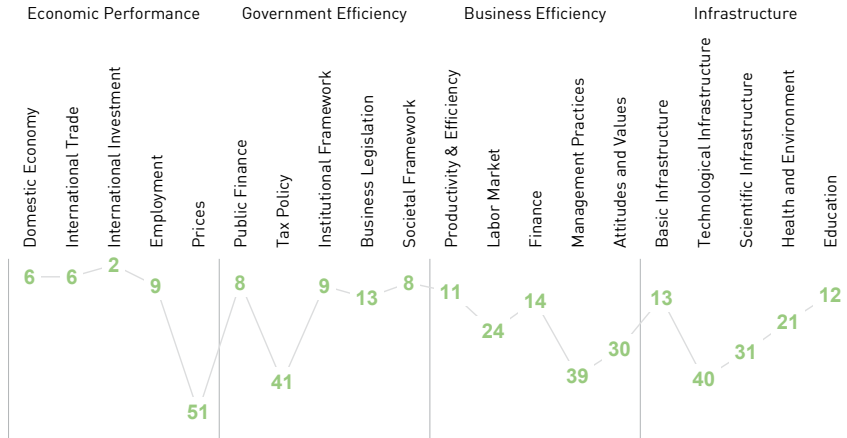 Economic Performance
Government Efficiency
Business Efficiency
Infrastructure
Domestic Economy
International Trade
International Investment
Employment
Prices
Public Finance
Tax Policy
Institutional Framework
Business Legislation
Societal Framework
Productivity & Efficiency
Labor Market
Finance
Management Practices
Attitudes and Values
Basic Infrastructure
Technological Infrastructure
Scientific Infrastructure
Health and Environment
Education
6
6
2
9
51
8
41
9
13
8
11
24
14
39
30
13
40
31
21
12